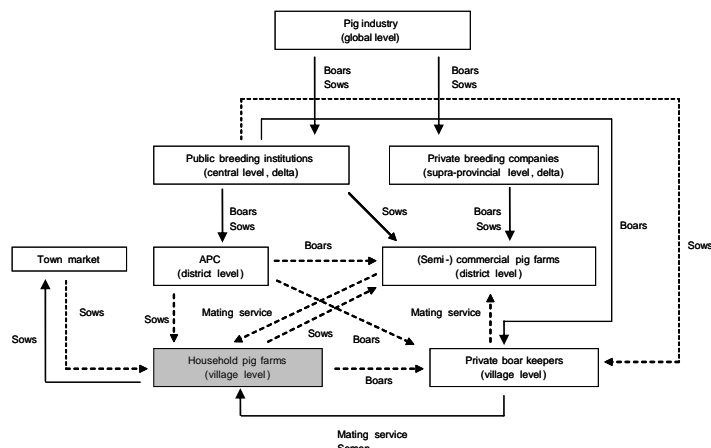 Pig industry
(global level)
Boars
Sows
Boars
Sows
Public breeding institutions
(central level, delta)
Private breeding companies
(supra-provincial level, delta)
Boars
Sows
Sows
Boars
Sows
Boars
Sows
Town market
APC
(district level)
Boars
(Semi-) commercial pig farms
(district level)
Sows
Sows
Sows
Mating service
Sows
Boars
Mating service
Household pig farms
(village level)
Boars
Private boar keepers
(village level)
Mating service